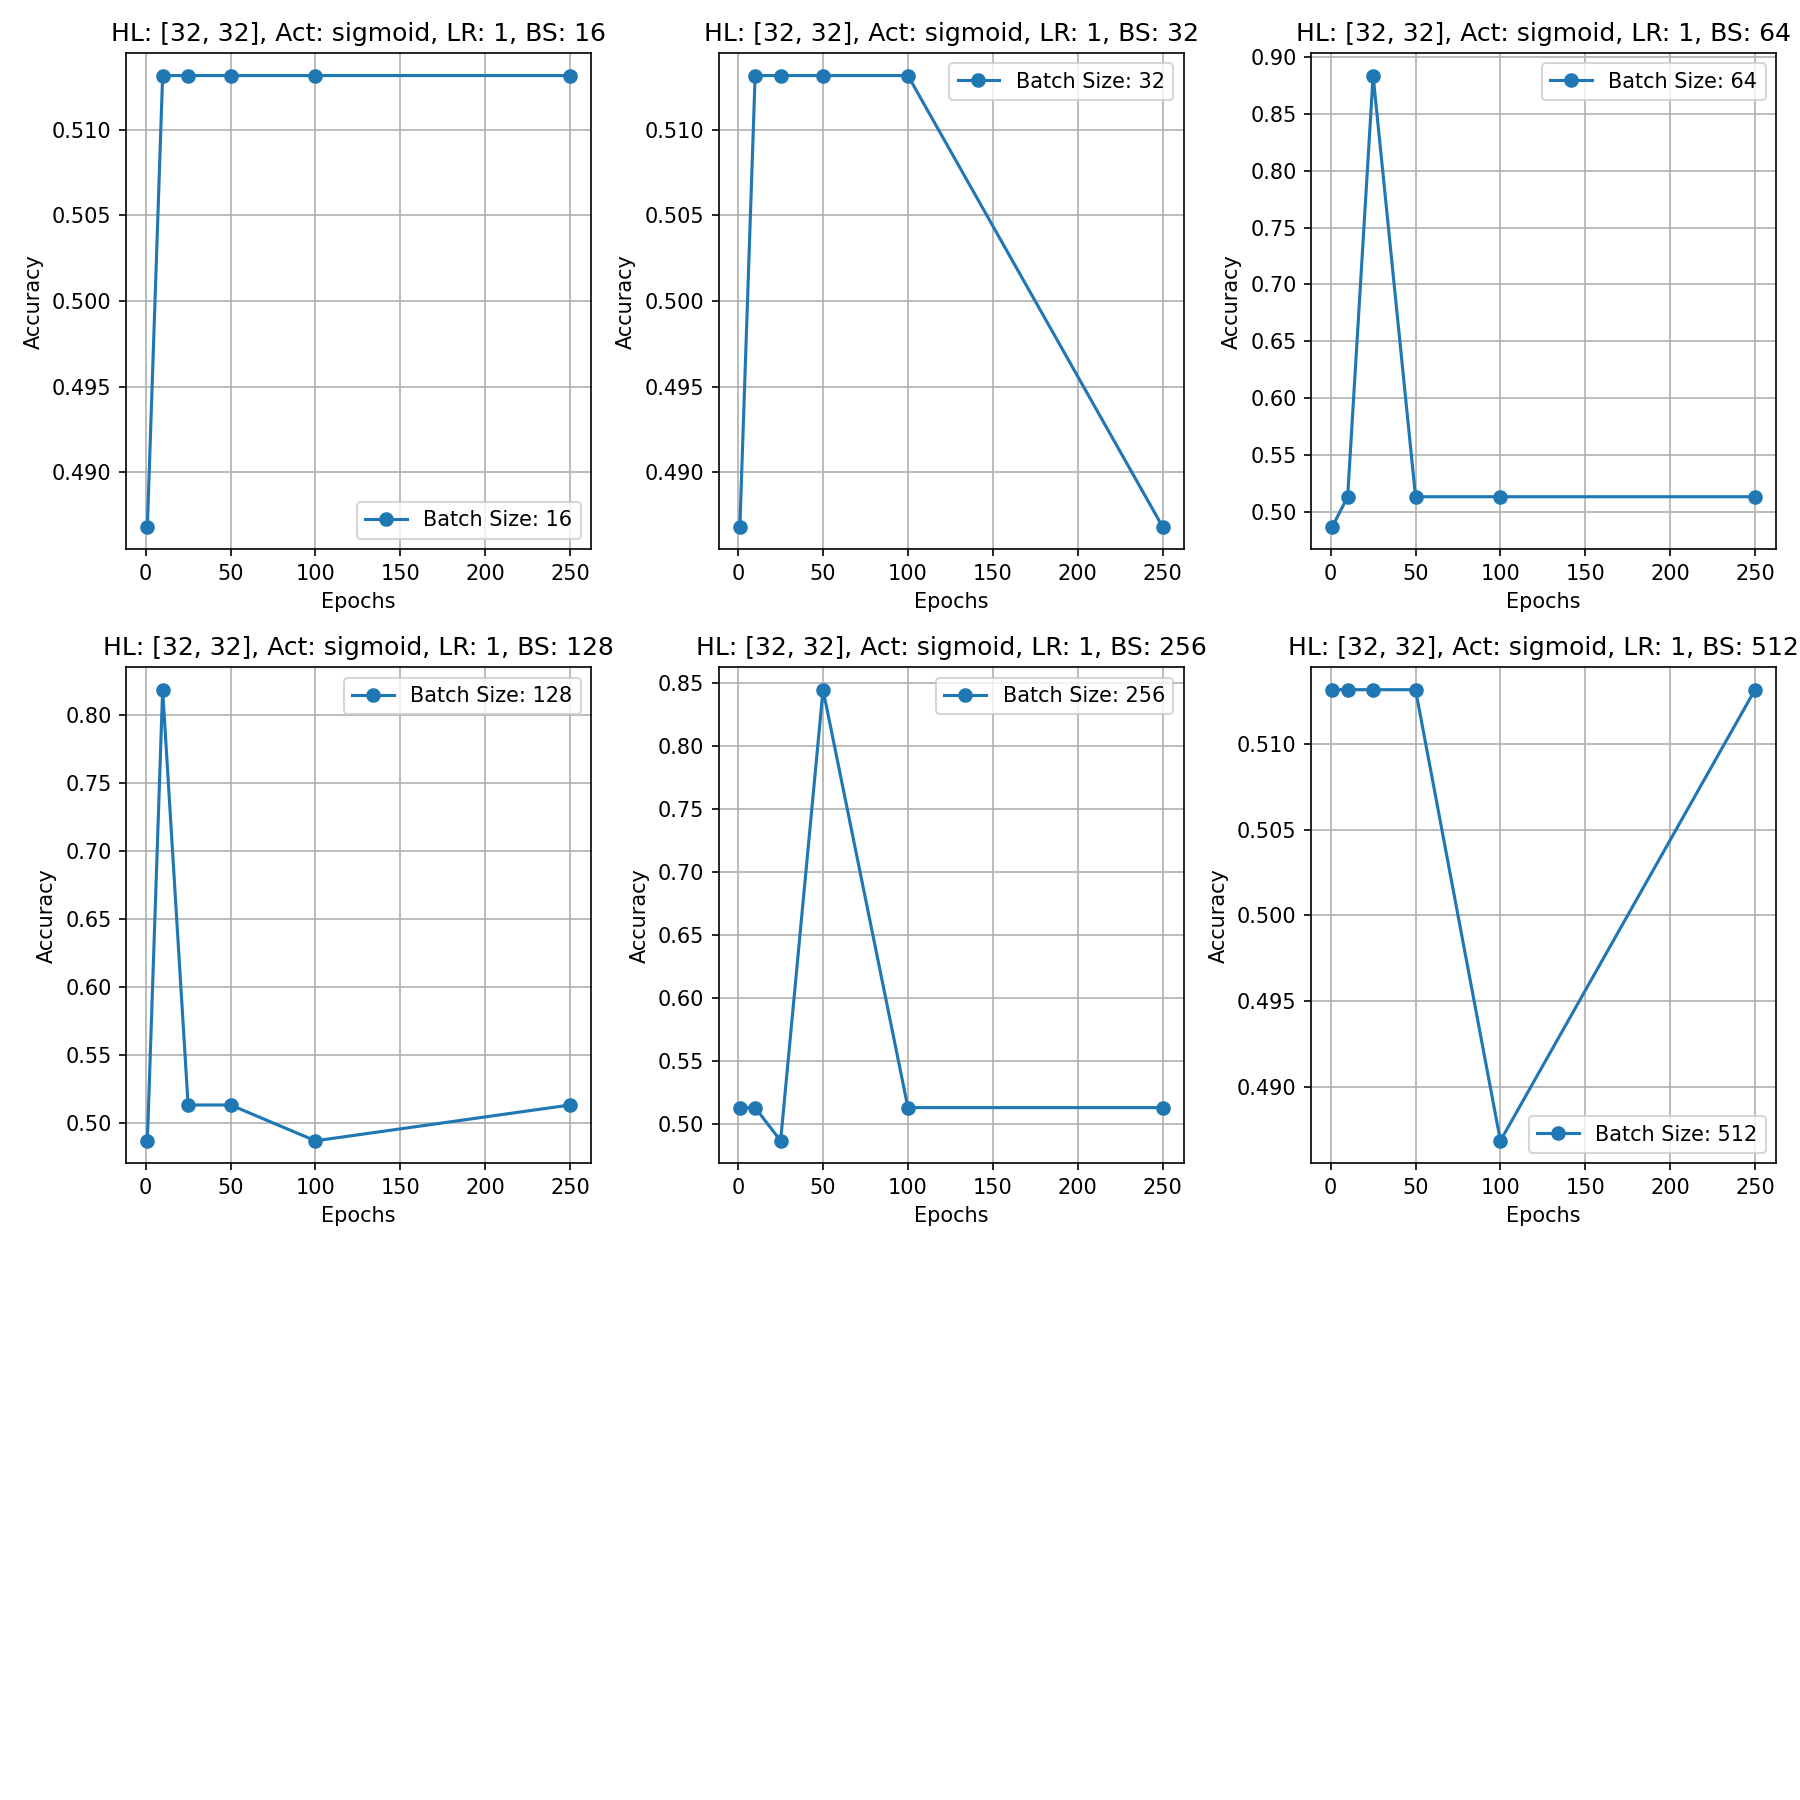 HL: [32, 32], Act: sigmoid, LR: 1, BS: 16
Batch Size: 16
Accuracy
0.510
0.505
0.500
0.495
0.490
0 50 100 150 200 250
Epochs
HL: [32, 32], Act: sigmoid, LR: 1, BS: 32
Batch Size: 32
Accuracy
0.510
0.505
0.500
0.495
0.490
0 50 100 150 200 250
Epochs
HL: [32, 32], Act: sigmoid, LR: 1, BS: 64
Batch Size: 64
Accuracy
0.90
0.85
0.80
0.75
0.70
0.65
0.60
0.55
0.50
0 50 100 150 200 250
Epochs
HL: [32, 32], Act: sigmoid, LR: 1, BS: 128
Batch Size: 128
Accuracy
0.80
0.75
0.70
0.65
0.60
0.55
0.50
0 50 100 150 200 250
Epochs
HL: [32, 32], Act: sigmoid, LR: 1, BS: 256
Batch Size: 256
Accuracy
0.85
0.80
0.75
0.70
0.65
0.60
0.55
0.50
0 50 100 150 200 250
Epochs
HL: [32, 32], Act: sigmoid, LR: 1, BS: 512
Batch Size: 512
Accuracy
0.510
0.505
0.500
0.495
0.490
0 50 100 150 200 250
Epochs